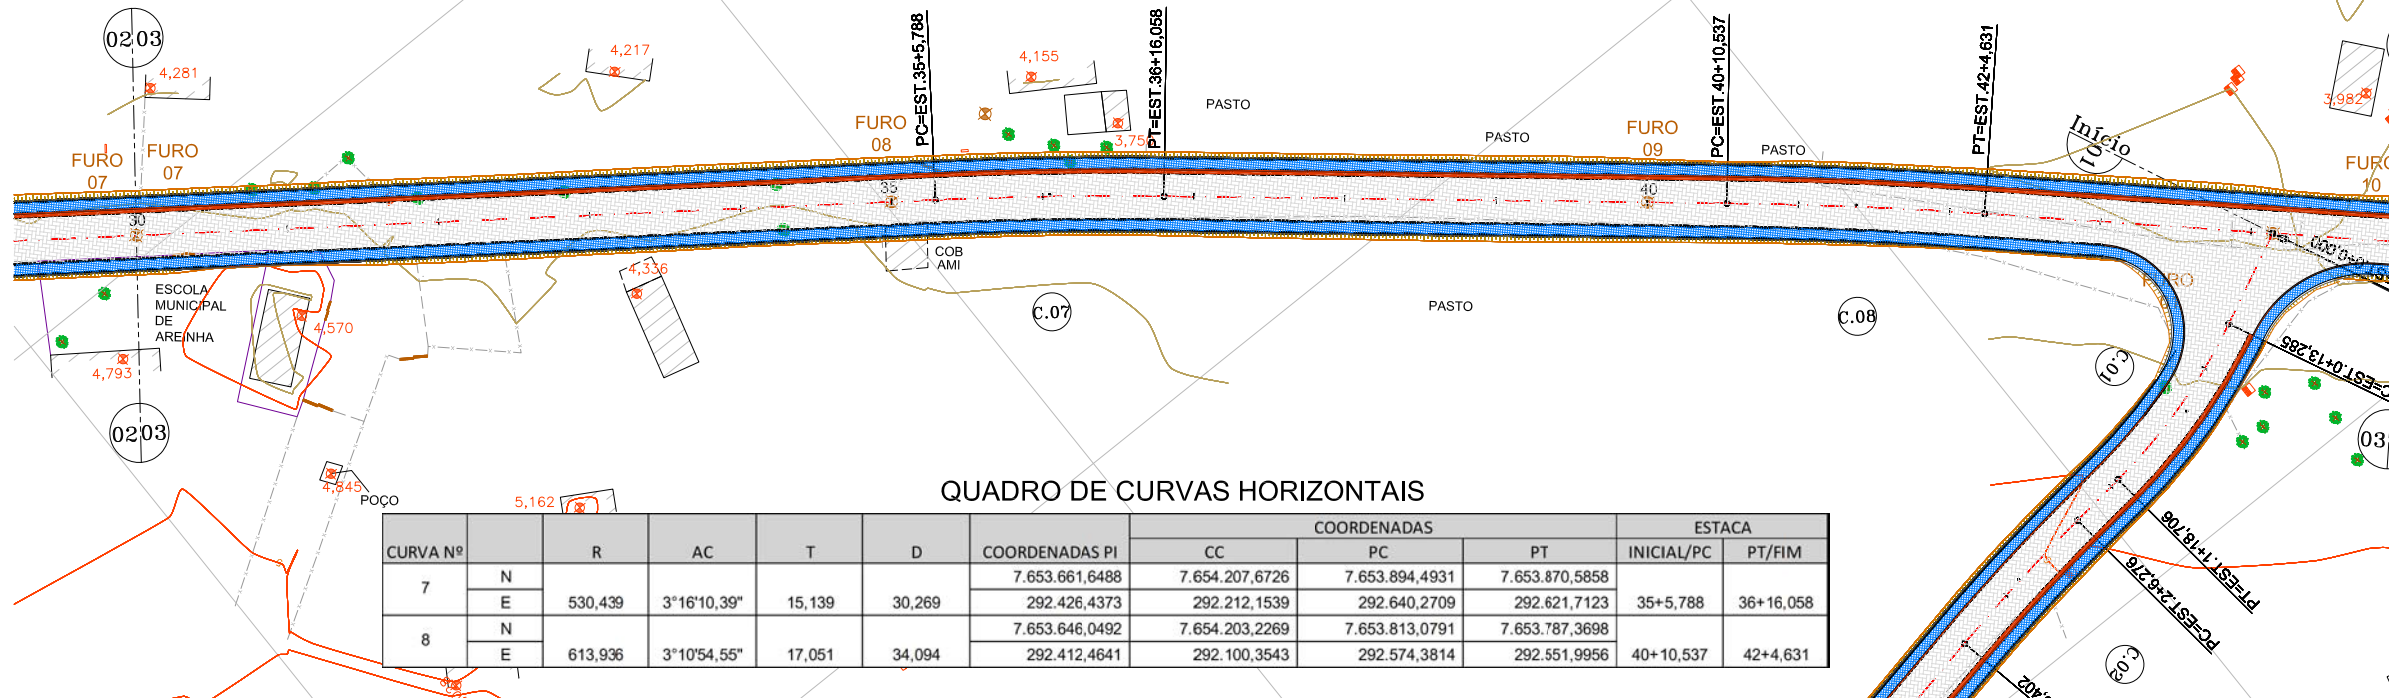 02 03
4,281
4,217
4,155
3,75
3,982
FURO
07
FURO
07
FURO
08
PC=EST.35+5,788
PT=EST.36+16,058
PASTO
PASTO
FURO
09
PC=EST.40+10,537
PASTO
PT=EST.42+4,631
Início
01
FURO
10
30
35
40
0+0,000
COB
AMI
ESCOLA
MUNICIPAL
DE
AREINHA
4,570
4,793
4,336
C.07
PASTO
C.08
C.01
EST.0+13,285
02 03
03
4,845
POÇO
5,162
PT=EST.1+18,706
PC=EST.2+6,276
C.02
,402
QUADRO DE CURVAS HORIZONTAIS
CURVA Nº R AC T D COORDENADAS PI COORDENADAS ESTACA
CC PC PT INICIAL/PC PT/FIM
7 N 7.653.661,6488 7.654.207,6726 7.653.894,4931 7.653.870,5858
E 530,439 3°16'10,39" 15,139 30,269 292.426,4373 292.212,1539 292.640,2709 292.621,7123 35+5,788 36+16,058
8 N 7.653.646,0492 7.654.203,2269 7.653.813,0791 7.653.787,3698
E 613,936 3°10'54,55" 17,051 34,094 292.412,4641 292.100,3543 292.574,3814 292.551,9956 40+10,537 42+4,631